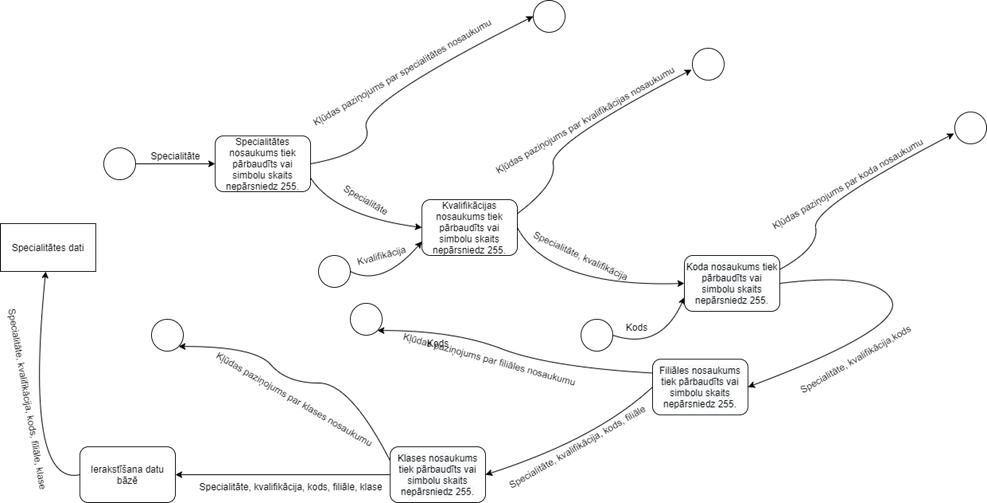 Kļūdas paziņojums par specialitātes nosaukumu
Kļūdas paziņojums par kvalifikācijas nosaukumu
Kļūdas paziņojums par koda nosaukumu
Specialitāte
Specialitātes
nosaukums tiek
pārbaudīts vai
simbolu skaits
nepārsniedz 255.
Specialitāte
Kvalifikācijas
nosaukums tiek
pārbaudīts vai
simbolu skaits
nepārsniedz 255.
Kvalifikācija
Specialitāte, kvalifikācija
Specialitātes dati
Koda nosaukums tiek
pārbaudīts vai
simbolu skaits
nepārsniedz 255.
Kods
Kods
Kļūdas paziņojums par filiāles nosaukumu
Specialitāte, kvalifikācija,kods
Filiāles nosaukums
tiek pārbaudīts vai
simbolu skaits
nepārsniedz 255.
Kļūdas paziņojums par klases nosaukumu
Specialitāte, kvalifikācija, kods, filiāle
Klases nosaukums
tiek pārbaudīts vai
simbolu skaits
nepārsniedz 255.
Specialitāte, kvalifikācija, kods, filiāle, klase
Ierakstīšana datu
bāzē
Specialitāte, kvalifikācija, kods, filiāle, klase